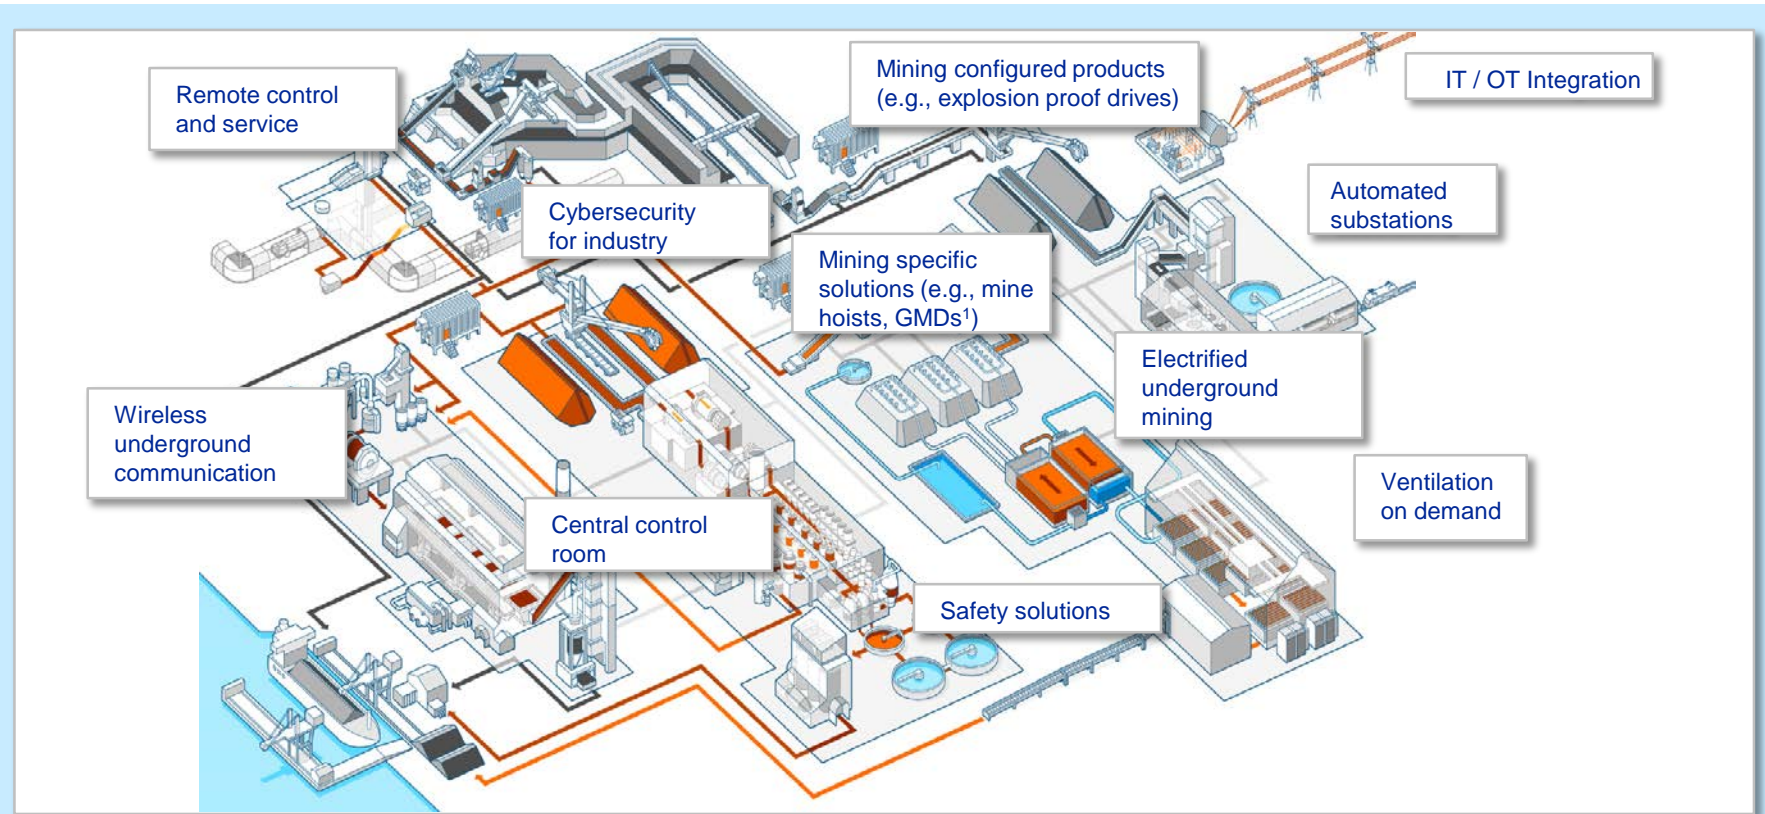 Remote control
and service
Mining configured products
(e.g., explosion proof drives)
IT / OT Integration
Cybersecurity
for industry
Automated
substations
Mining specific
solutions (e.g., mine
hoists, GMDs¹)
Electrified
underground
mining
Wireless
underground
communication
Ventilation
on demand
Central control
room
Safety solutions